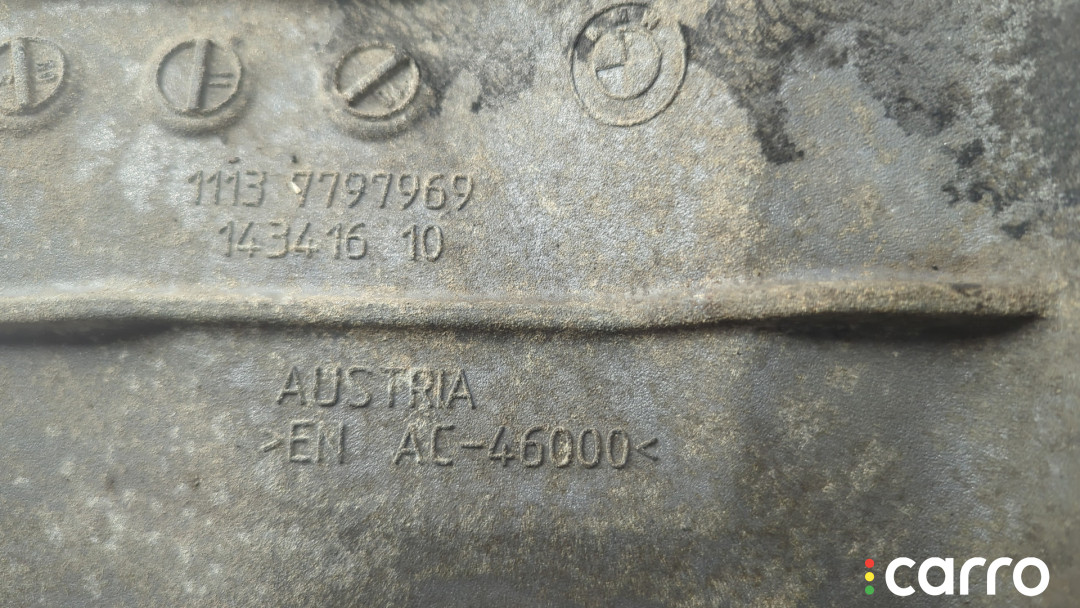 1113 7797969
143416 10
AUSTRIA
>EN AC-46000<
carro